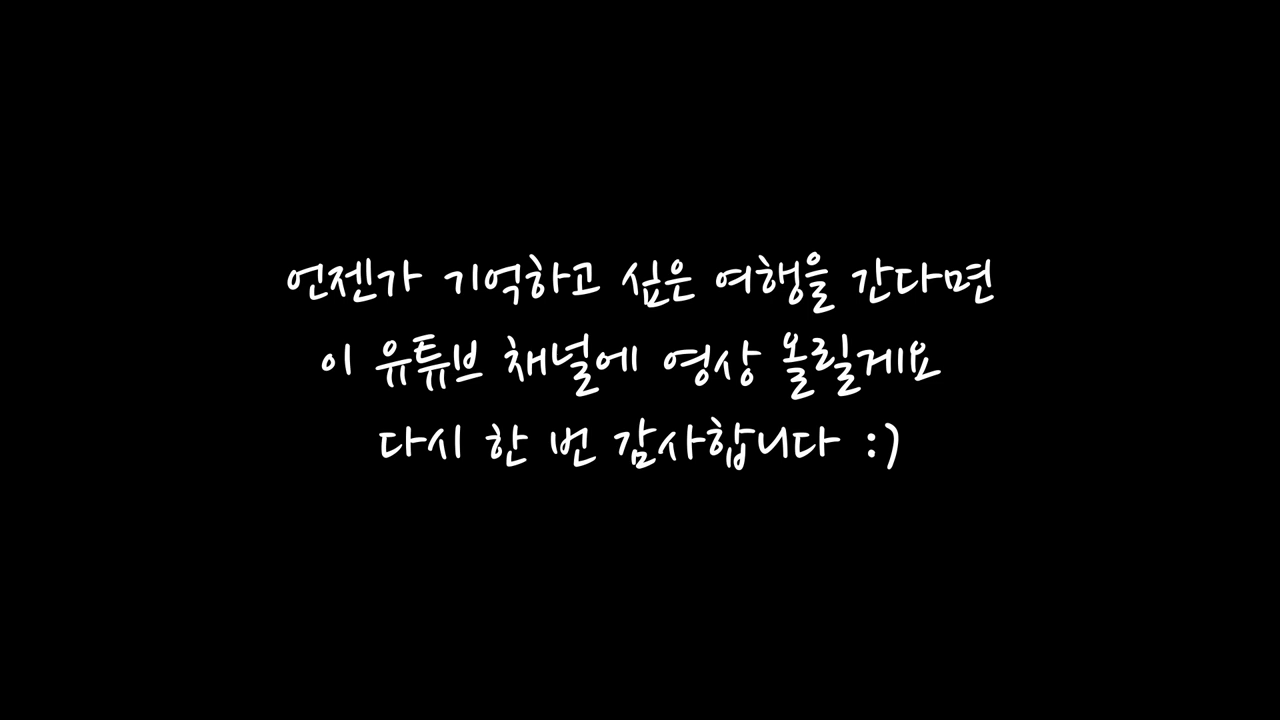 언젠가 기억하고 싶은 여행을 간다면
이 유튜브 채널에 영상 올릴게요
다시 한 번 감사합니다 :)